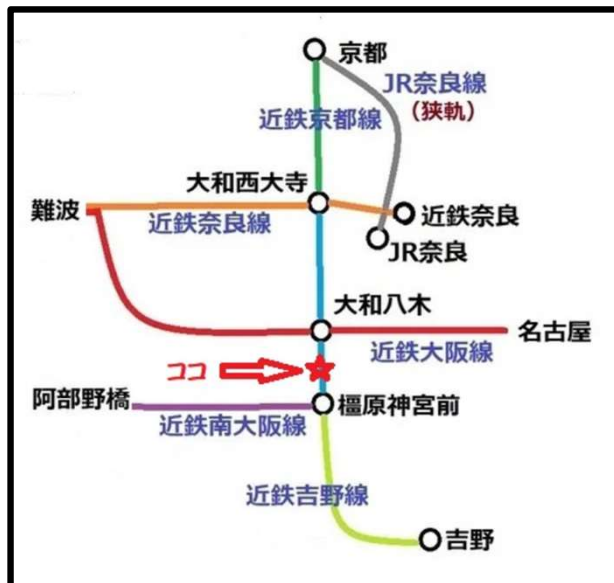 京都
JR奈良線
(狭軌)
近鉄京都線
大和西大寺
難波
近鉄奈良線
近鉄奈良
JR奈良
大和八木
名古屋
近鉄大阪線
ココ
阿部野橋
橿原神宮前
近鉄南大阪線
近鉄吉野線
吉野